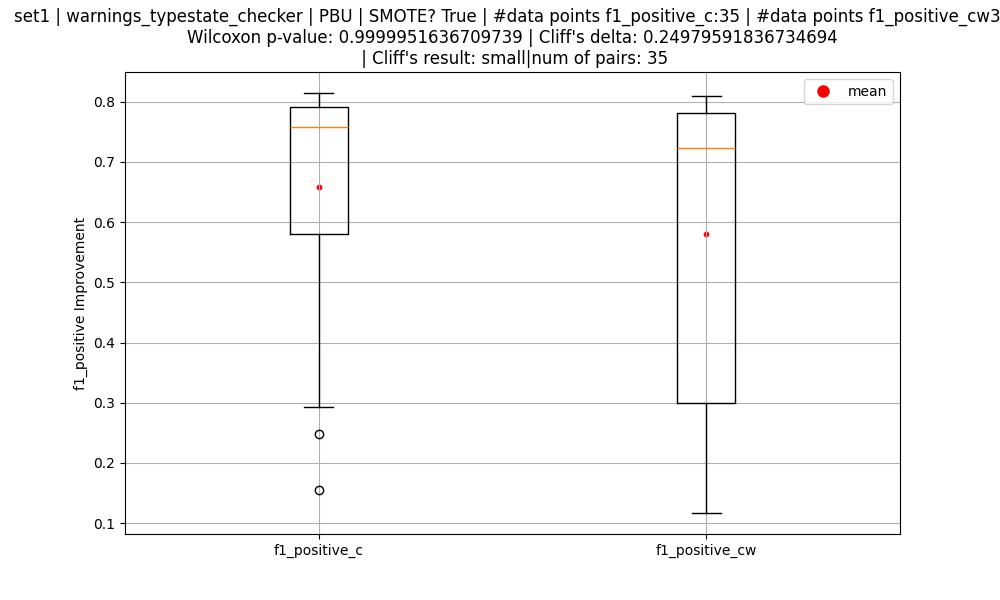 set1 | warnings_typestate_checker | PBU | SMOTE? True | #data points f1_positive_c:35 | #data points f1_positive_cw3
Wilcoxon p-value: 0.9999951636709739 | Cliff's delta: 0.24979591836734694
| Cliff's result: small|num of pairs: 35
mean
0.8
0.7
0.6
0.5
0.4
0.3
0.2
0.1
f1_positive Improvement
f1_positive_c
f1_positive_cw